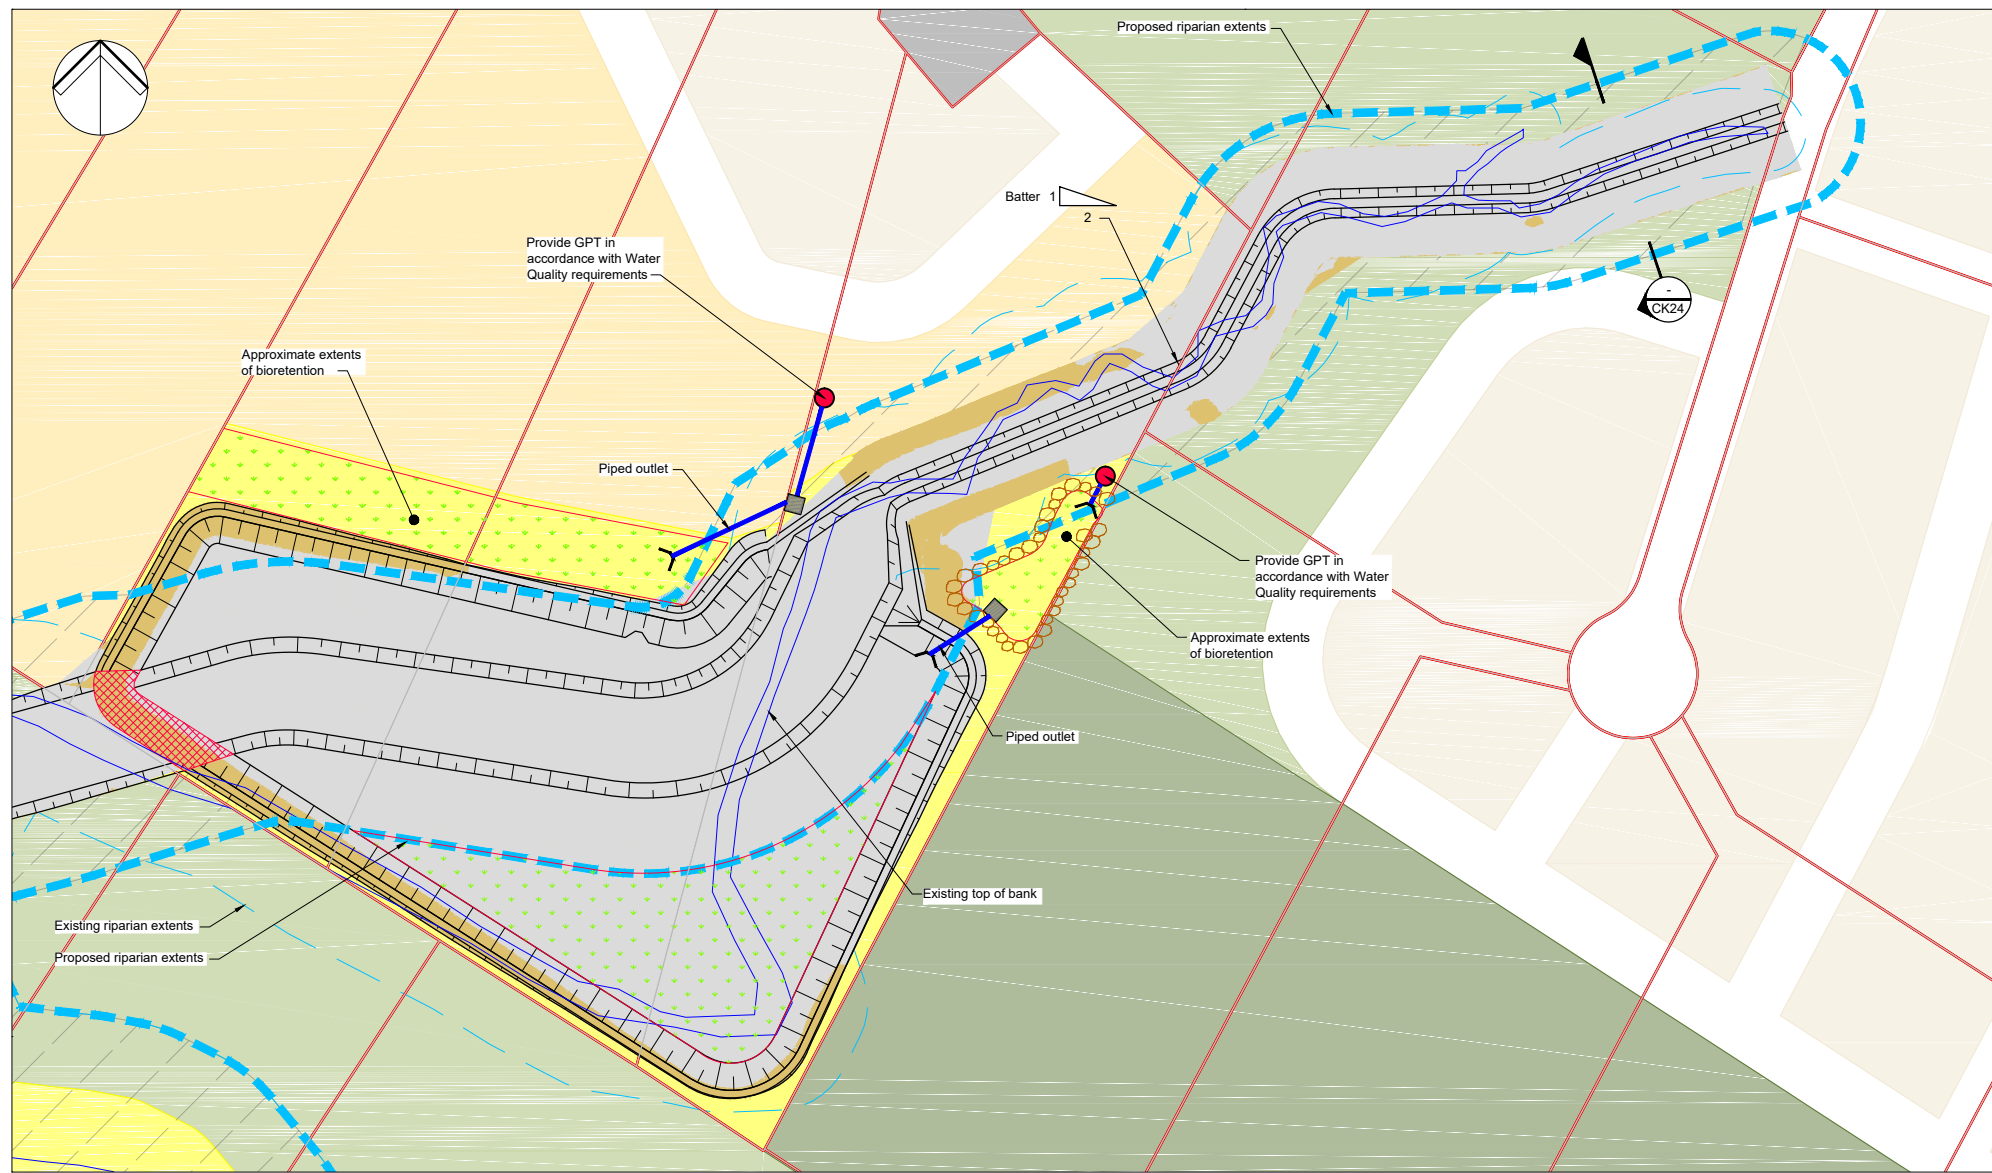 Proposed riparian extents
Batter 1
2
Provide GPT in
accordance with Water
Quality requirements
-
CK24
Approximate extents
of bioretention
Piped outlet
Provide GPT in
accordance with Water
Quality requirements
Approximate extents
of bioretention
Piped outlet
Existing top of bank
Existing riparian extents
Proposed riparian extents